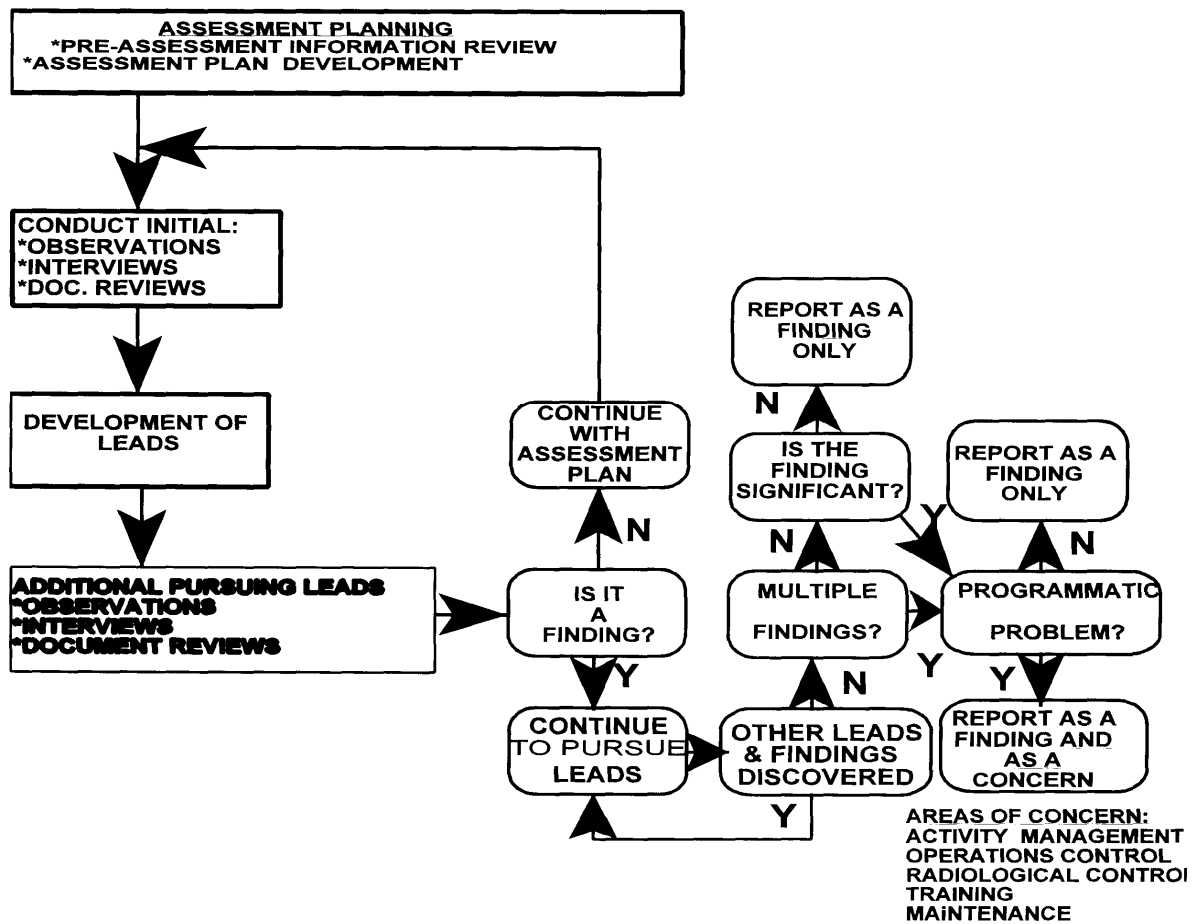 ASSESSMENT PLANNING
*PRE-ASSESSMENT INFORMATION REVIEW
*ASSESSMENT PLAN DEVELOPMENT
CONDUCT INITIAL:
*OBSERVATIONS
*INTERVIEWS
*DOC. REVIEWS
DEVELOPMENT OF
LEADS
ADDITIONAL PURSUING LEADS
*OBSERVATIONS
*INTERVIEWS
*DOCUMENT REVIEWS
CONTINUE
WITH
ASSESSMENT
PLAN
N
IS IT
A
FINDING?
Y
CONTINUE
TO PURSUE
LEADS
REPORT AS A
FINDING
ONLY
N
IS THE
FINDING
SIGNIFICANT?
Y
N
MULTIPLE
FINDINGS?
Y
N
OTHER LEADS
& FINDINGS
DISCOVERED
Y
REPORT AS A
FINDING
ONLY
N
PROGRAMMATIC
PROBLEM?
Y
REPORT AS A
FINDING AND
AS A
CONCERN
AREAS OF CONCERN:
ACTIVITY MANAGEMENT
OPERATIONS CONTROL
RADIOLOGICAL CONTROL
TRAINING
MAiNTENANCE